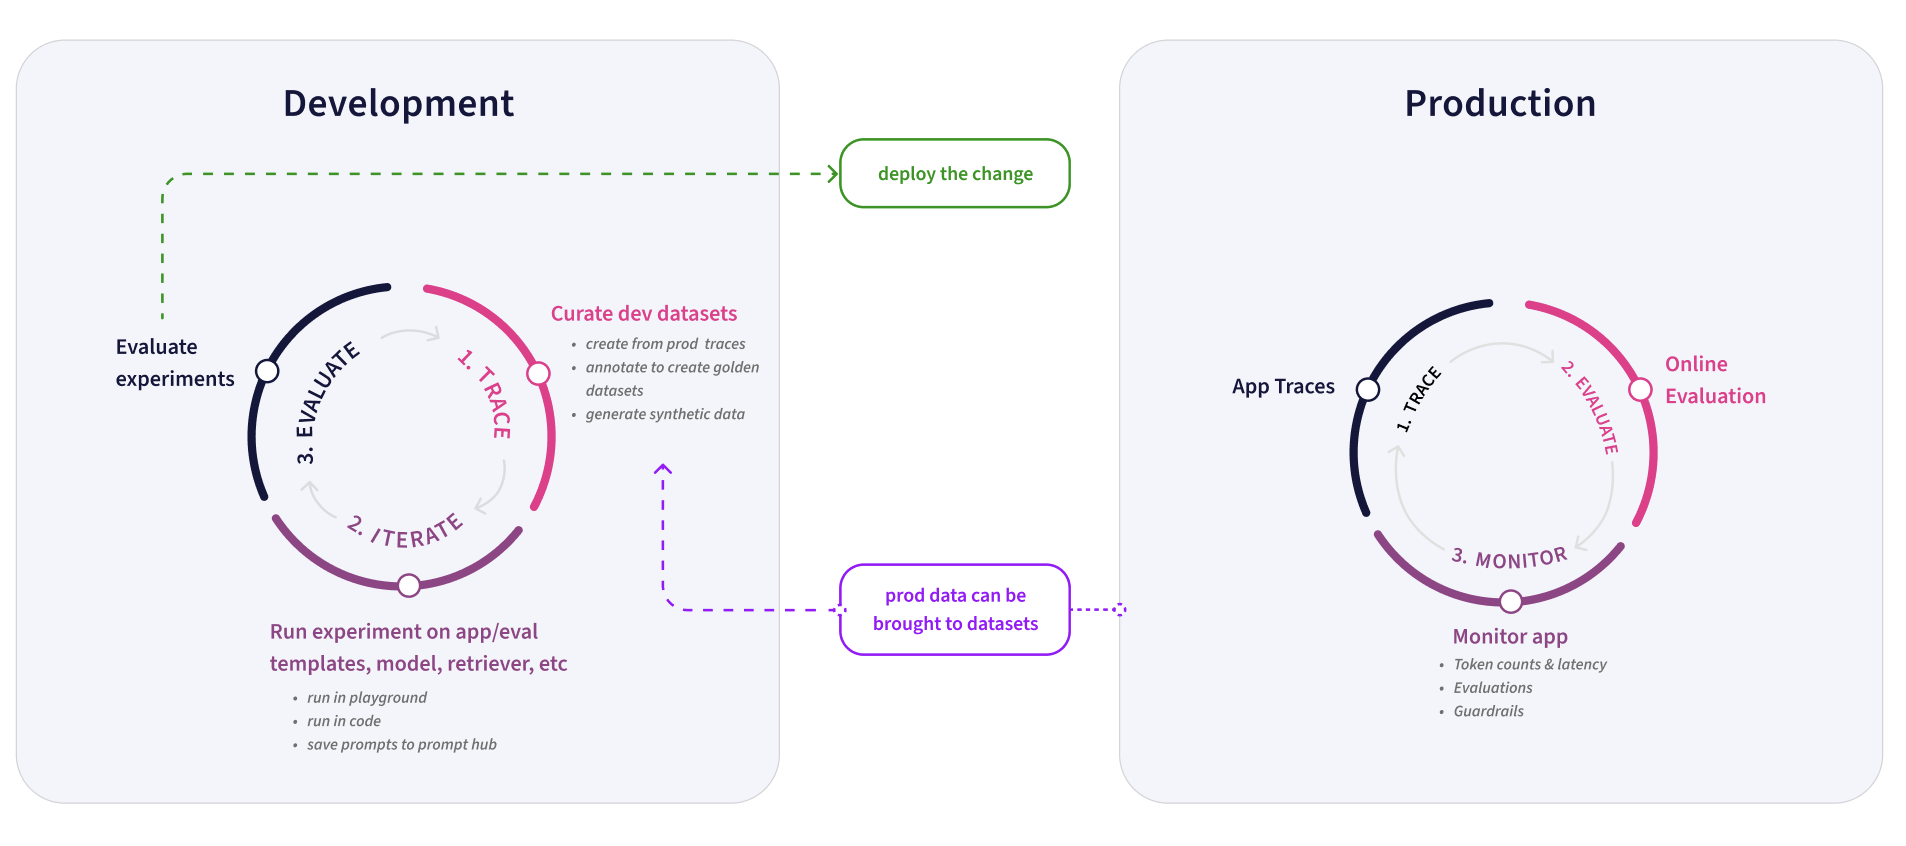 Development
deploy the change
Evaluate
experiments
3. EVALUATE
1. TRACE
2. ITERATE
Curate dev datasets
• create from prod traces
• annotate to create golden
datasets
• generate synthetic data
Run experiment on app/eval
templates, model, retriever, etc
• run in playground
• run in code
• save prompts to prompt hub
prod data can be
brought to datasets
Production
App Traces
1. TRACE
2. EVALUATE
3. MONITOR
Online
Evaluation
Monitor app
• Token counts & latency
• Evaluations
• Guardrails